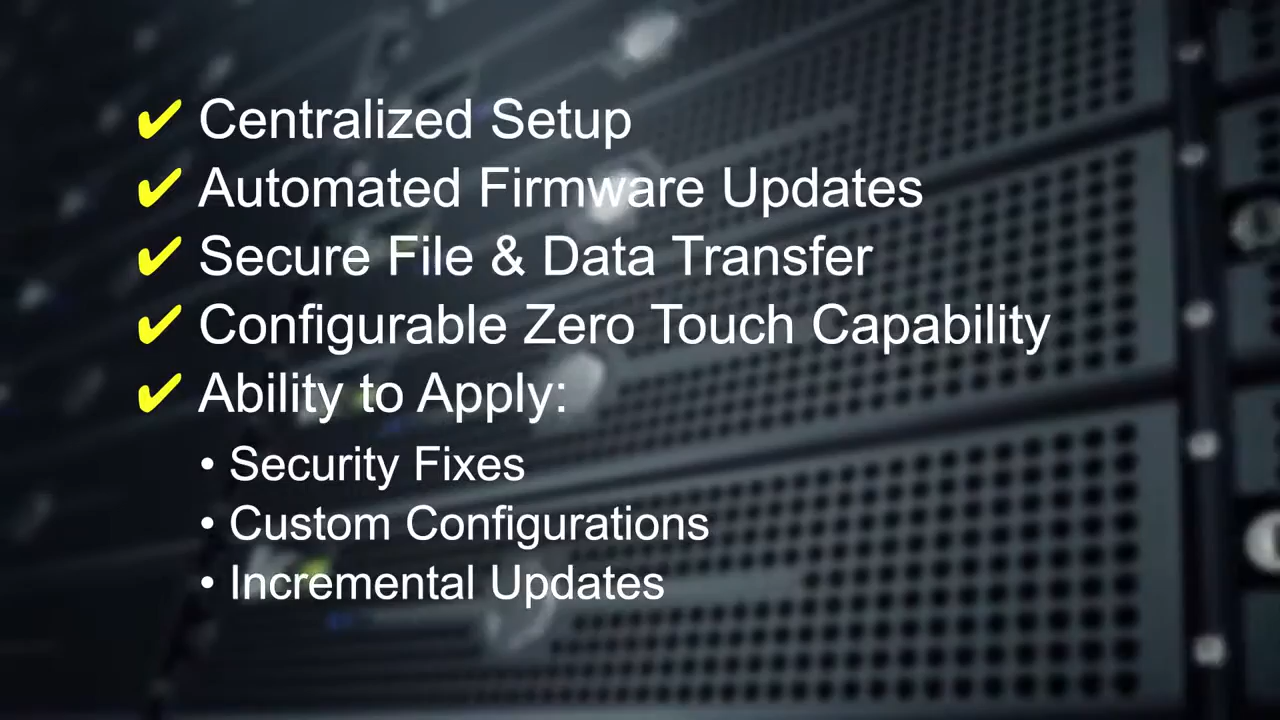 ✔ Centralized Setup
✔ Automated Firmware Updates
✔ Secure File & Data Transfer
✔ Configurable Zero Touch Capability
✔ Ability to Apply:
• Security Fixes
• Custom Configurations
• Incremental Updates